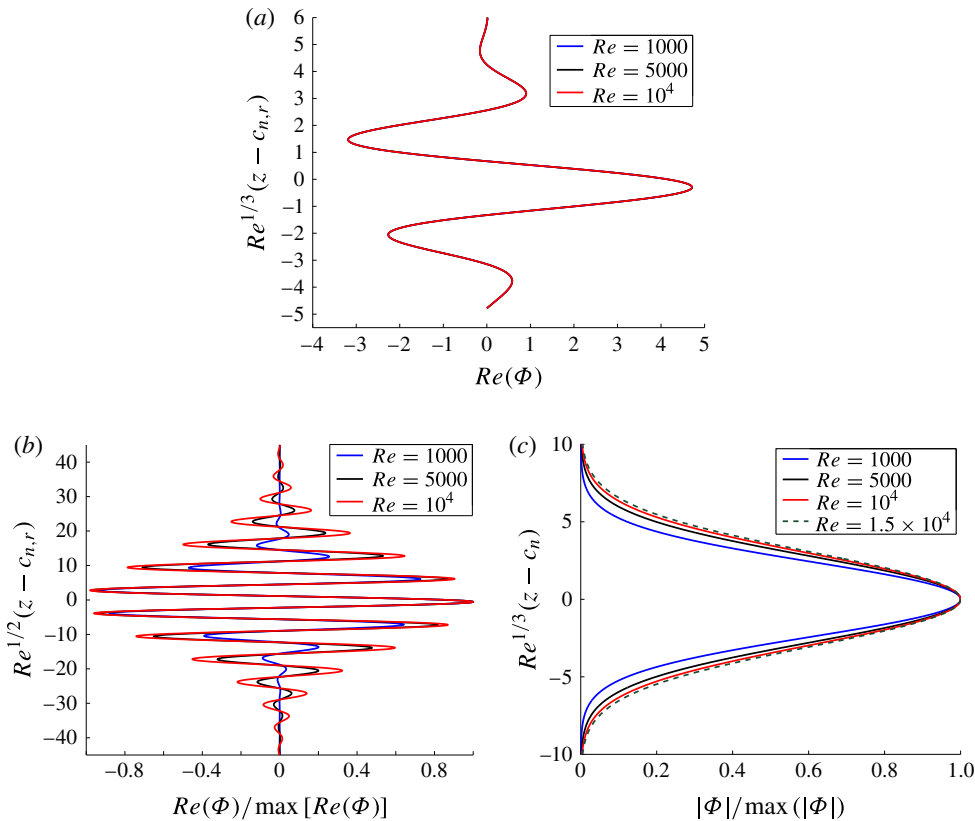 (a)
6
5
4
3
2
1
0
–1
–2
–3
–4
–5
Re^{1/3}(z − c_{n,r})
Re = 1000
Re = 5000
Re = 10^4
–4 –3 –2 –1 0 1 2 3 4 5
Re(Φ)
(b)
40
30
20
10
0
–10
–20
–30
–40
Re^{1/2}(z − c_{n,r})
Re = 1000
Re = 5000
Re = 10^4
–0.8 –0.4 0 0.4 0.8
Re(Φ)/max [Re(Φ)]
(c)
10
5
0
–5
–10
Re^{1/3}(z − c_n)
Re = 1000
Re = 5000
Re = 10^4
Re = 1.5 × 10^4
0 0.2 0.4 0.6 0.8 1.0
|Φ|/max (|Φ|)